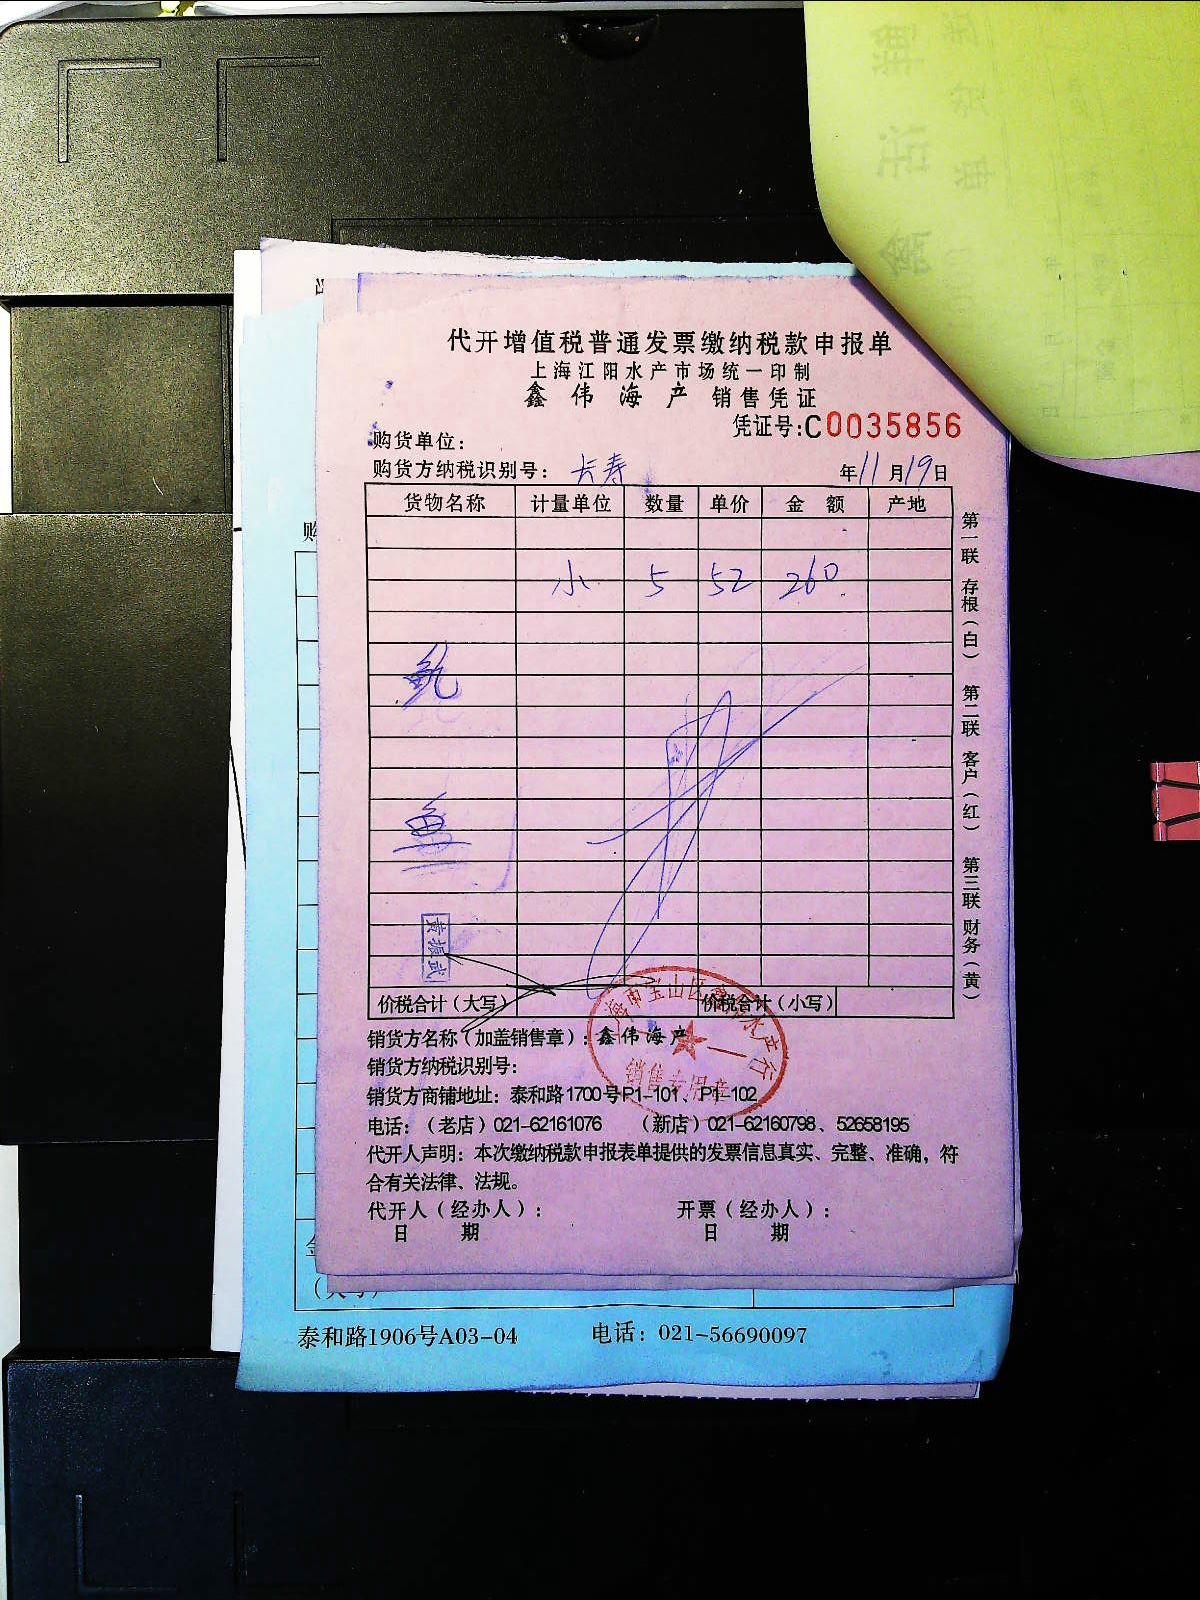 代开增值税普通发票缴纳税款申报单
上海江阳水产市场统一印制
鑫伟海产 销售凭证
凭证号:C0035856
购货单位:
购货方纳税识别号: 长寿 年11月19日
货物名称 计量单位 数量 单价 金额 产地
小 5 52 260
鱼
黄振武
价税合计（大写） 价税合计（小写）
销货方名称（加盖销售章）: 鑫伟海产
销货方纳税识别号:
销货方商铺地址: 泰和路1700号P1-101、P1-102
电话:（老店）021-62161076 （新店）021-62160798、52658195
代开人声明: 本次缴纳税款申报表单提供的发票信息真实、完整、准确，符
合有关法律、法规。
代开人（经办人）: 开票（经办人）:
日期 日期
第一联 存根（白） 第二联 客户（红） 第三联 财务（黄）
销售专用章
购
泰和路1906号A03-04 电话: 021-56690097